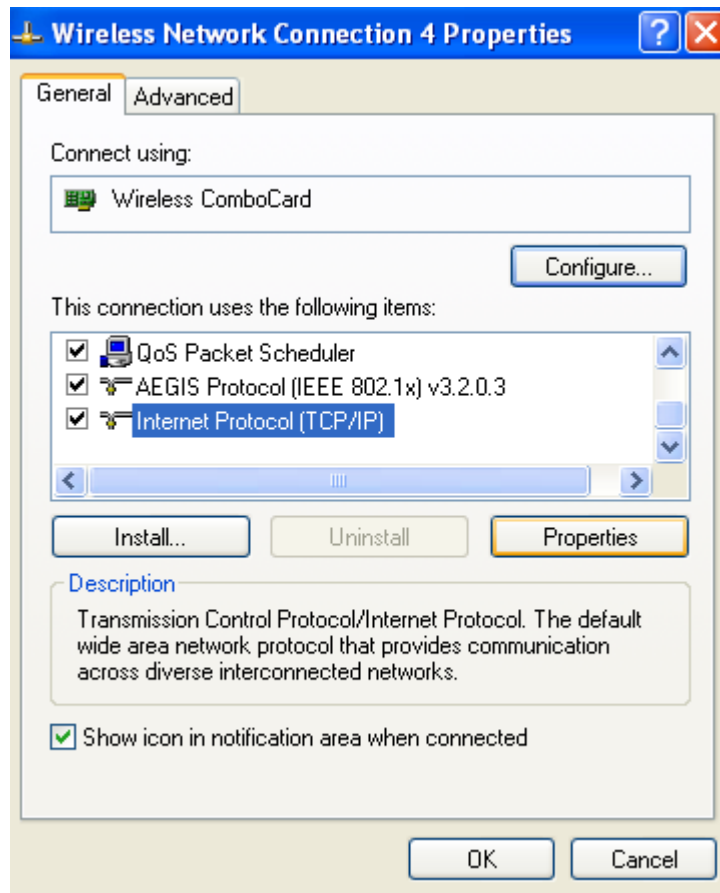 Wireless Network Connection 4 Properties
General
Advanced
Connect using:
Wireless ComboCard
Configure...
This connection uses the following items:
QoS Packet Scheduler
AEGIS Protocol (IEEE 802.1x) v3.2.0.3
Internet Protocol (TCP/IP)
Install...
Uninstall
Properties
Description
Transmission Control Protocol/Internet Protocol. The default
wide area network protocol that provides communication
across diverse interconnected networks.
Show icon in notification area when connected
OK
Cancel